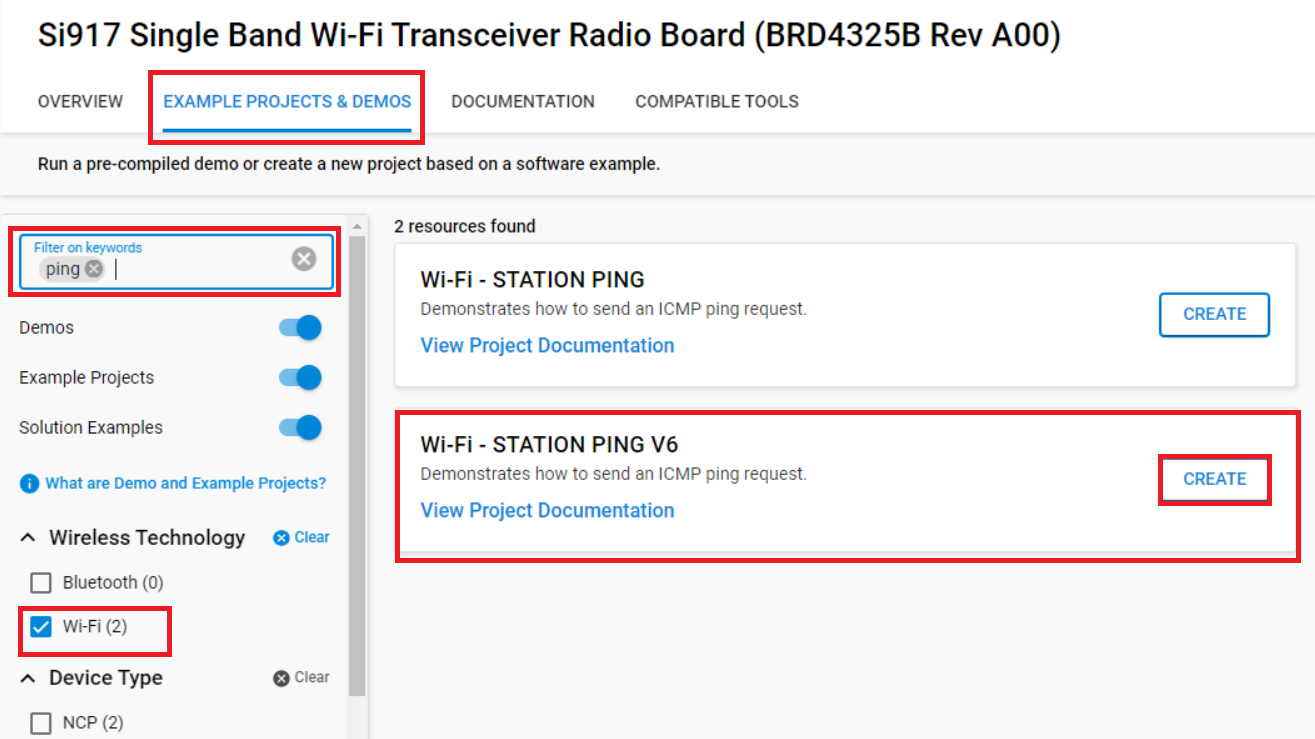 Si917 Single Band Wi-Fi Transceiver Radio Board (BRD4325B Rev A00)
OVERVIEW
EXAMPLE PROJECTS & DEMOS
DOCUMENTATION
COMPATIBLE TOOLS
Run a pre-compiled demo or create a new project based on a software example.
Filter on keywords
ping
Demos
Example Projects
Solution Examples
What are Demo and Example Projects?
Wireless Technology
Clear
Bluetooth (0)
Wi-Fi (2)
Device Type
Clear
NCP (2)
2 resources found
Wi-Fi - STATION PING
Demonstrates how to send an ICMP ping request.
View Project Documentation
CREATE
Wi-Fi - STATION PING V6
Demonstrates how to send an ICMP ping request.
View Project Documentation
CREATE